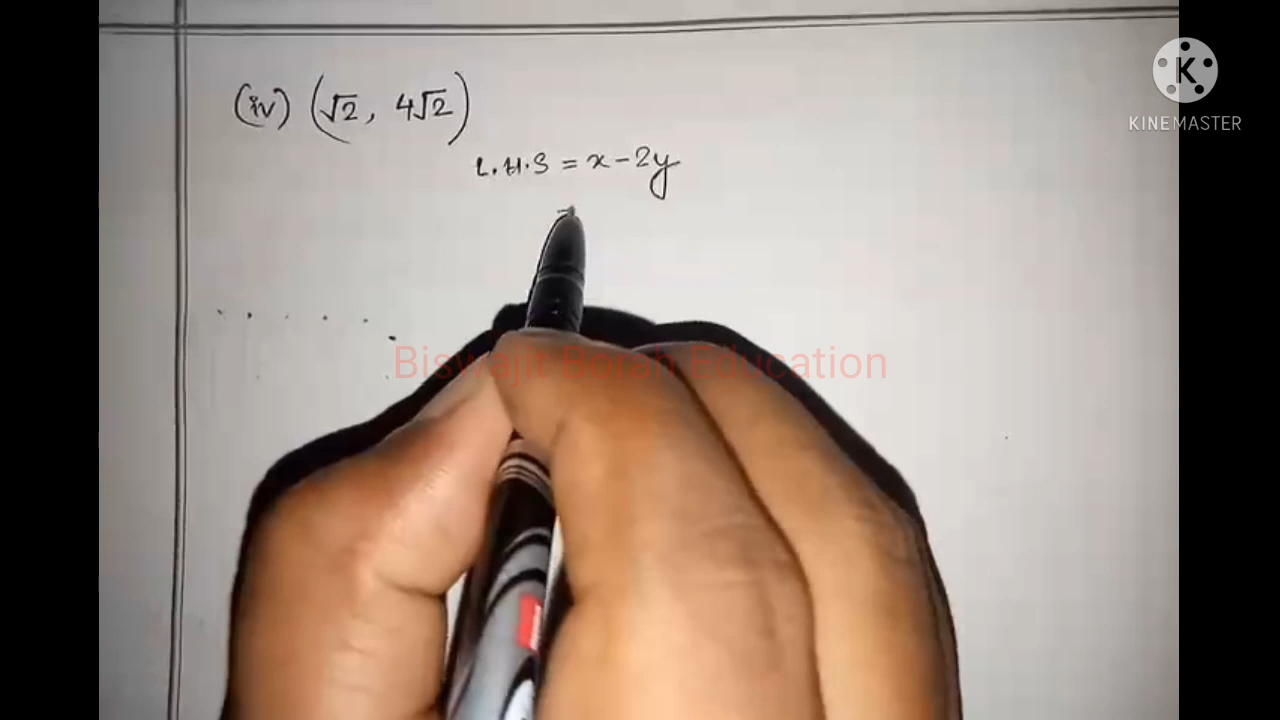 (iv) (√2, 4√2)
L.H.S = x - 2y
=
K
KINEMASTER
Biswajit Borah Education